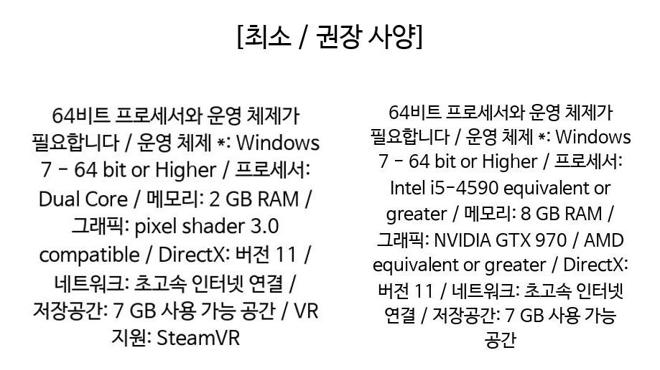 [최소 / 권장 사양]
64비트 프로세서와 운영 체제가
필요합니다 / 운영 체제 *: Windows
7 - 64 bit or Higher / 프로세서:
Dual Core / 메모리: 2 GB RAM /
그래픽: pixel shader 3.0
compatible / DirectX: 버전 11 /
네트워크: 초고속 인터넷 연결 /
저장공간: 7 GB 사용 가능 공간 / VR
지원: SteamVR
64비트 프로세서와 운영 체제가
필요합니다 / 운영 체제 *: Windows
7 - 64 bit or Higher / 프로세서:
Intel i5-4590 equivalent or
greater / 메모리: 8 GB RAM /
그래픽: NVIDIA GTX 970 / AMD
equivalent or greater / DirectX:
버전 11 / 네트워크: 초고속 인터넷
연결 / 저장공간: 7 GB 사용 가능
공간